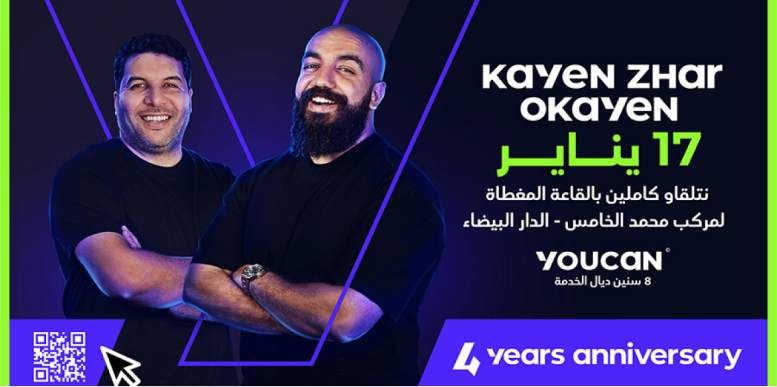 KAYEN ZHAR
OKAYEN
17 ينايـر
نتلقاو كاملين بالقاعة المغطاة
لمركب محمد الخامس - الدار البيضاء
YOUCAN©
8 سنين ديال الخدمة
4 years anniversary